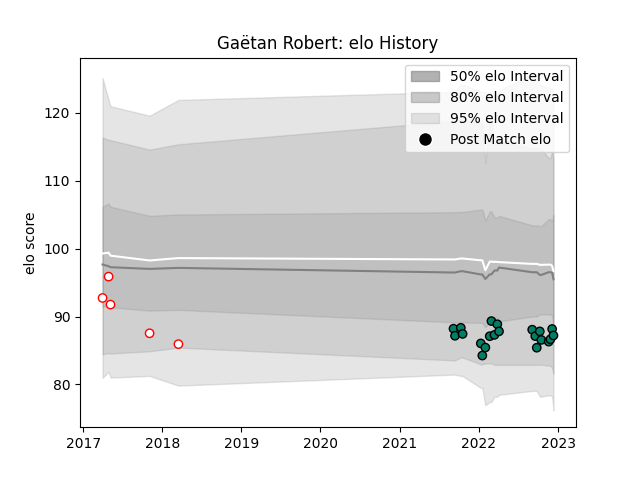 Gaëtan Robert: elo History
50% elo Interval
80% elo Interval
95% elo Interval
Post Match elo
elo score
120
110
100
90
80
2017 2018 2019 2020 2021 2022 2023